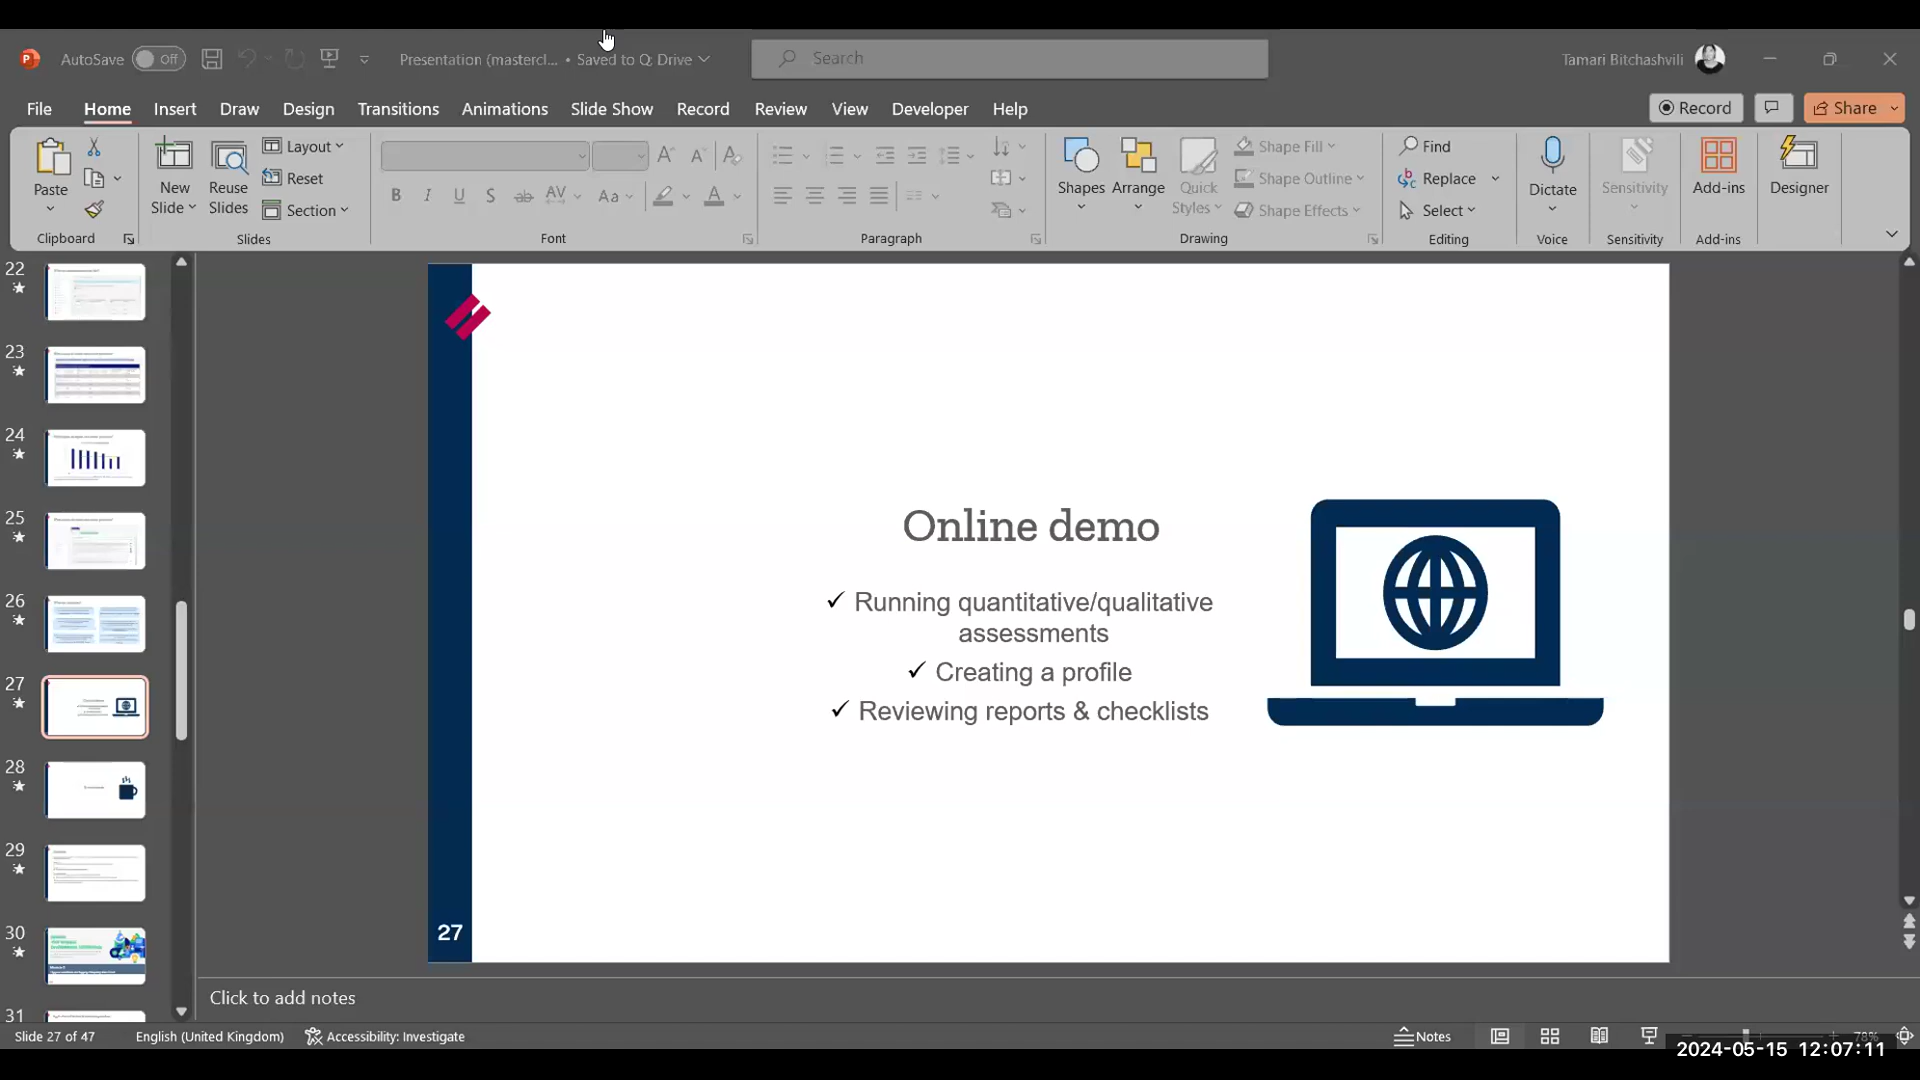 AutoSave Off Presentation (mastercl... • Saved to Q: Drive Search Tamari Bitchashvili
File Home Insert Draw Design Transitions Animations Slide Show Record Review View Developer Help Record Share
Paste
New Slide
Reuse Slides
Layout
Reset
Section
B I U S ab AV Aa A
Shapes Arrange Quick Styles
Shape Fill
Shape Outline
Shape Effects
Find
Replace
Select
Dictate Sensitivity Add-ins Designer
Clipboard Slides Font Paragraph Drawing Editing Voice Sensitivity Add-ins
22
23
24
25
26
27
28
29
30
31
Online demo
✓ Running quantitative/qualitative
assessments
✓ Creating a profile
✓ Reviewing reports & checklists
27
Click to add notes
Slide 27 of 47 English (United Kingdom) Accessibility: Investigate Notes 78%
2024-05-15 12:07:11